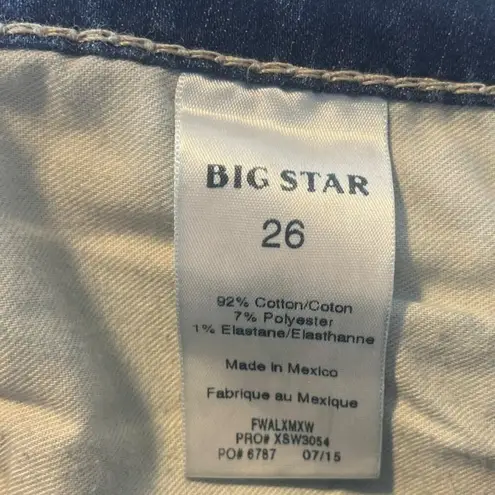 BIG STAR
26
92% Cotton/Coton
7% Polyester
1% Elastane/Elasthanne
Made in Mexico
Fabrique au Mexique
FWALXMXW
PRO# XSW3054
PO# 6787 07/15